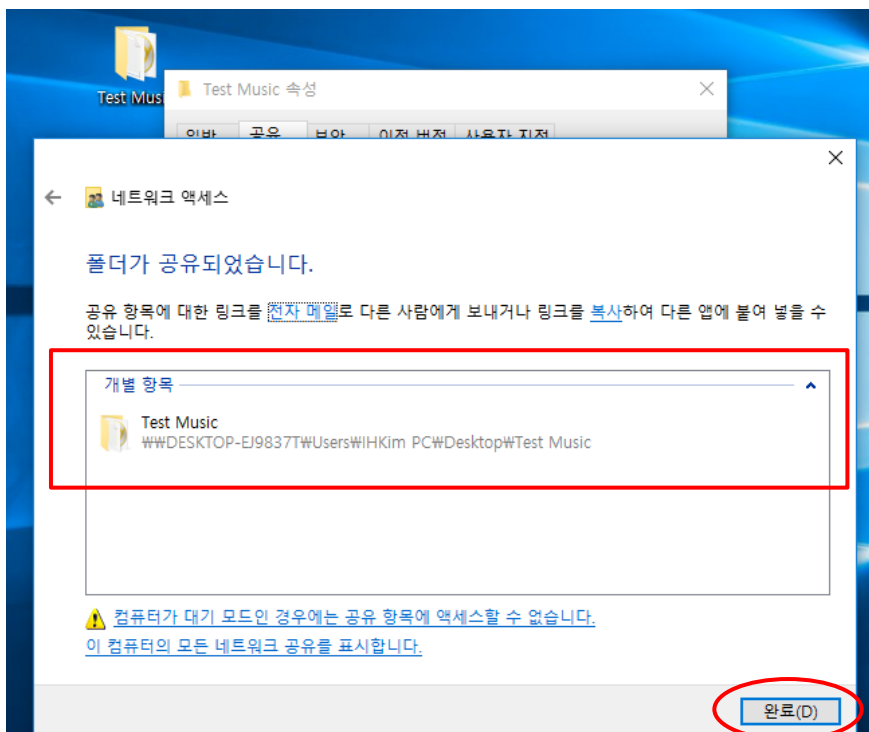 Test Musi
Test Music 속성
일반 공유 보안 이전 버전 사용자 지정
네트워크 액세스
폴더가 공유되었습니다.
공유 항목에 대한 링크를 전자 메일로 다른 사람에게 보내거나 링크를 복사하여 다른 앱에 붙여 넣을 수
있습니다.
개별 항목
Test Music
₩₩DESKTOP-EJ9837T₩Users₩IHKim PC₩Desktop₩Test Music
컴퓨터가 대기 모드인 경우에는 공유 항목에 액세스할 수 없습니다.
이 컴퓨터의 모든 네트워크 공유를 표시합니다.
완료(D)